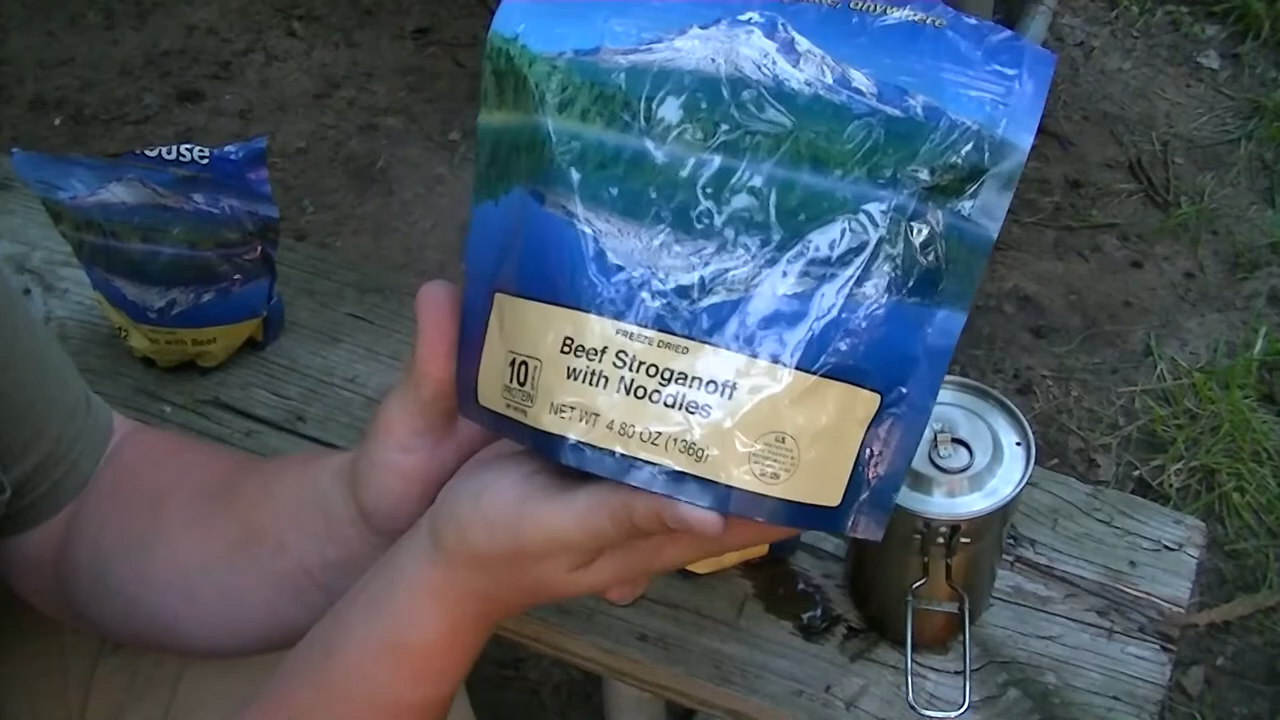 anywhere
ouse
with Beef
FREEZE DRIED
Beef Stroganoff
with Noodles
10
PROTEIN
NET WT 4.80 OZ (136g)
U.S.